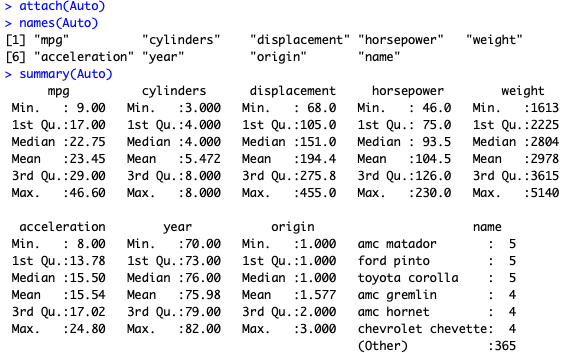 > attach(Auto)
> names(Auto)
[1] "mpg" "cylinders" "displacement" "horsepower" "weight"
[6] "acceleration" "year" "origin" "name"
> summary(Auto)
mpg cylinders displacement horsepower weight
Min. : 9.00 Min. :3.000 Min. : 68.0 Min. : 46.0 Min. :1613
1st Qu.:17.00 1st Qu.:4.000 1st Qu.:105.0 1st Qu.: 75.0 1st Qu.:2225
Median :22.75 Median :4.000 Median :151.0 Median : 93.5 Median :2804
Mean :23.45 Mean :5.472 Mean :194.4 Mean :104.5 Mean :2978
3rd Qu.:29.00 3rd Qu.:8.000 3rd Qu.:275.8 3rd Qu.:126.0 3rd Qu.:3615
Max. :46.60 Max. :8.000 Max. :455.0 Max. :230.0 Max. :5140
acceleration year origin name
Min. : 8.00 Min. :70.00 Min. :1.000 amc matador : 5
1st Qu.:13.78 1st Qu.:73.00 1st Qu.:1.000 ford pinto : 5
Median :15.50 Median :76.00 Median :1.000 toyota corolla : 5
Mean :15.54 Mean :75.98 Mean :1.577 amc gremlin : 4
3rd Qu.:17.02 3rd Qu.:79.00 3rd Qu.:2.000 amc hornet : 4
Max. :24.80 Max. :82.00 Max. :3.000 chevrolet chevette: 4
(Other) :365